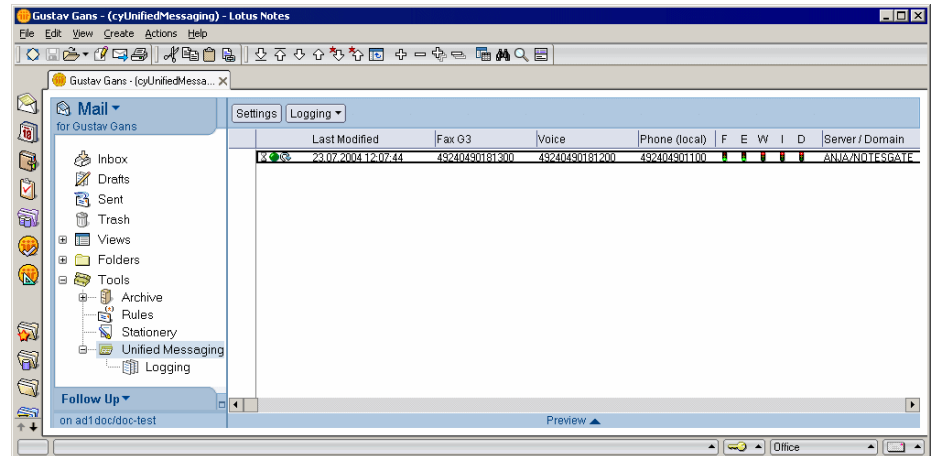 Gustav Gans - (cyUnifiedMessaging) - Lotus Notes
File Edit View Create Actions Help
Gustav Gans - (cyUnifiedMessa...
Mail
for Gustav Gans
Settings Logging
Last Modified Fax G3 Voice Phone (local) F E W I D Server / Domain
23.07.2004 12:07:44 49240490181300 49240490181200 492404901100 ANJA/NOTESGATE
Inbox
Drafts
Sent
Trash
Views
Folders
Tools
Archive
Rules
Stationery
Unified Messaging
Logging
Follow Up
on ad1doc/doc-test
Preview
Office